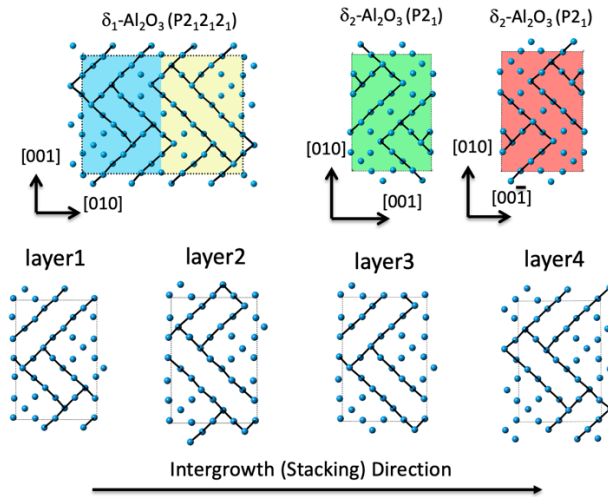 δ₁-Al₂O₃ (P2₁2₁2₁)
δ₂-Al₂O₃ (P2₁)
δ₂-Al₂O₃ (P2₁)
[001]
[010]
[010]
[001]
[010]
[001̄]
layer1
layer2
layer3
layer4
Intergrowth (Stacking) Direction